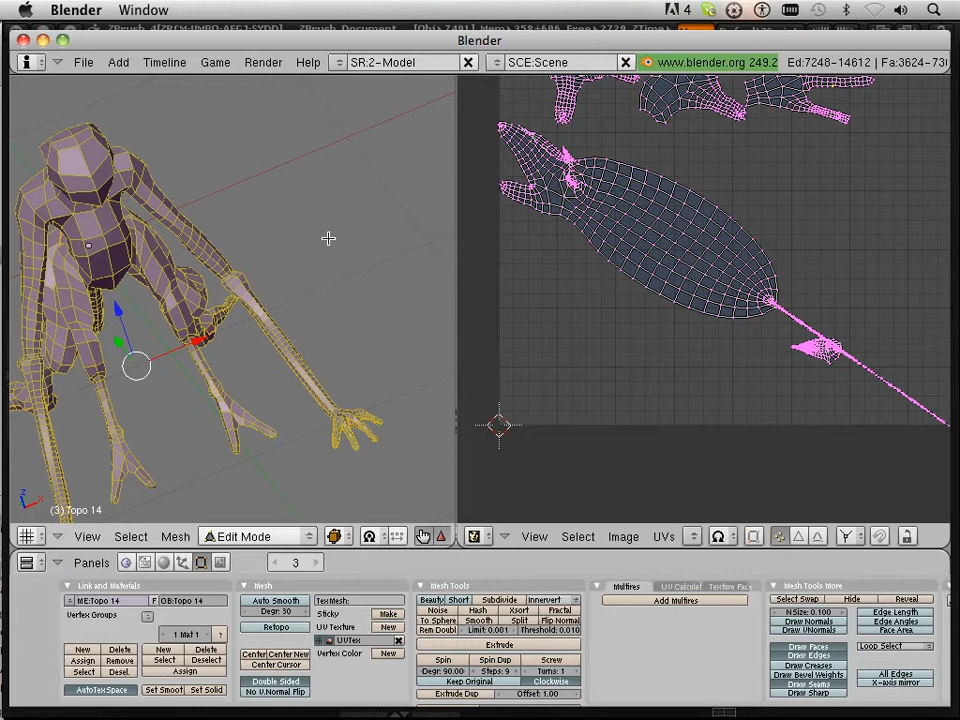 Blender Window 4
Blender
File Add Timeline Game Render Help SR:2-Model SCE:Scene www.blender.org 249.2 Ed:7248-14612 | Fa:3624-730
(3) Topo 14
View Select Mesh Edit Mode View Select Image UVs
Panels 3
Link and Materials Mesh Mesh Tools Multires UV Calculat Texture Face Mesh Tools More
ME:Topo 14 F OB:Topo 14
Vertex Groups
1 Mat 1 ?
New Delete New Delete
Assign Remove Select Deselect
Select Desel. Assign
AutoTexSpace Set Smoot Set Solid
Auto Smooth
Degr: 30
Retopo
Center Center New
Center Cursor
Double Sided
No V.Normal Flip
TexMesh:
Sticky Make
UV Texture New
UVTex
Vertex Color New
Beauty Short Subdivide Innervert
Noise Hash Xsort Fractal
To Sphere Smooth Split Flip Normal
Rem Doubl Limit: 0.001 Threshold: 0.010
Extrude
Spin Spin Dup Screw
Degr: 90.00 Steps: 9 Turns: 1
Keep Original Clockwise
Extrude Dup Offset: 1.00
Add Multires
Select Swap Hide Reveal
NSize: 0.100
Draw Normals
Draw VNormals
Draw Faces
Draw Edges
Draw Creases
Draw Bevel Weights
Draw Seams
Draw Sharp
Edge Length
Edge Angles
Face Area
Loop Select
All Edges
X-axis mirror